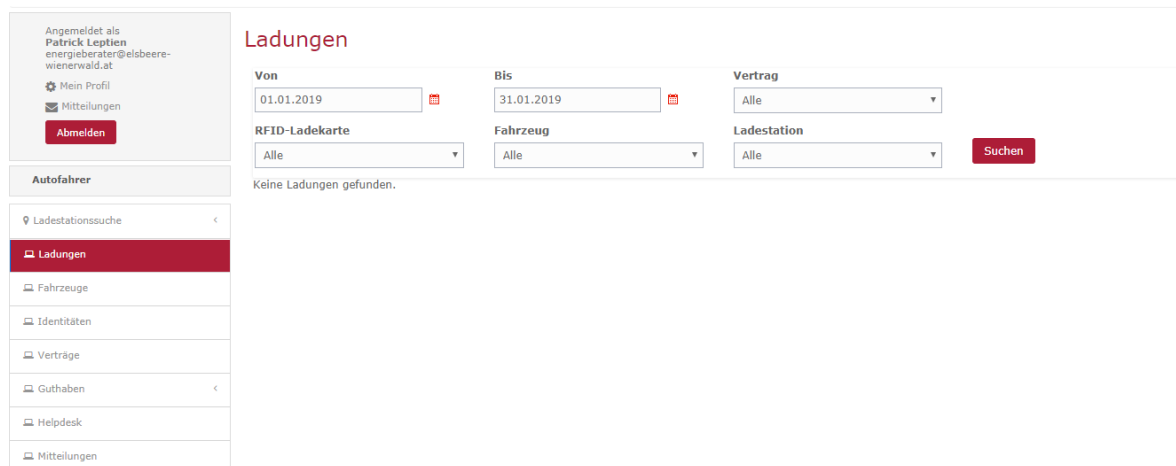 Angemeldet als
Patrick Leptien
energieberater@elsbeere-
wienerwald.at
Mein Profil
Mitteilungen
Abmelden
Autofahrer
Ladestationssuche
Ladungen
Fahrzeuge
Identitäten
Verträge
Guthaben
Helpdesk
Mitteilungen
Ladungen
Von Bis Vertrag
01.01.2019 31.01.2019 Alle
RFID-Ladekarte Fahrzeug Ladestation
Alle Alle Alle Suchen
Keine Ladungen gefunden.